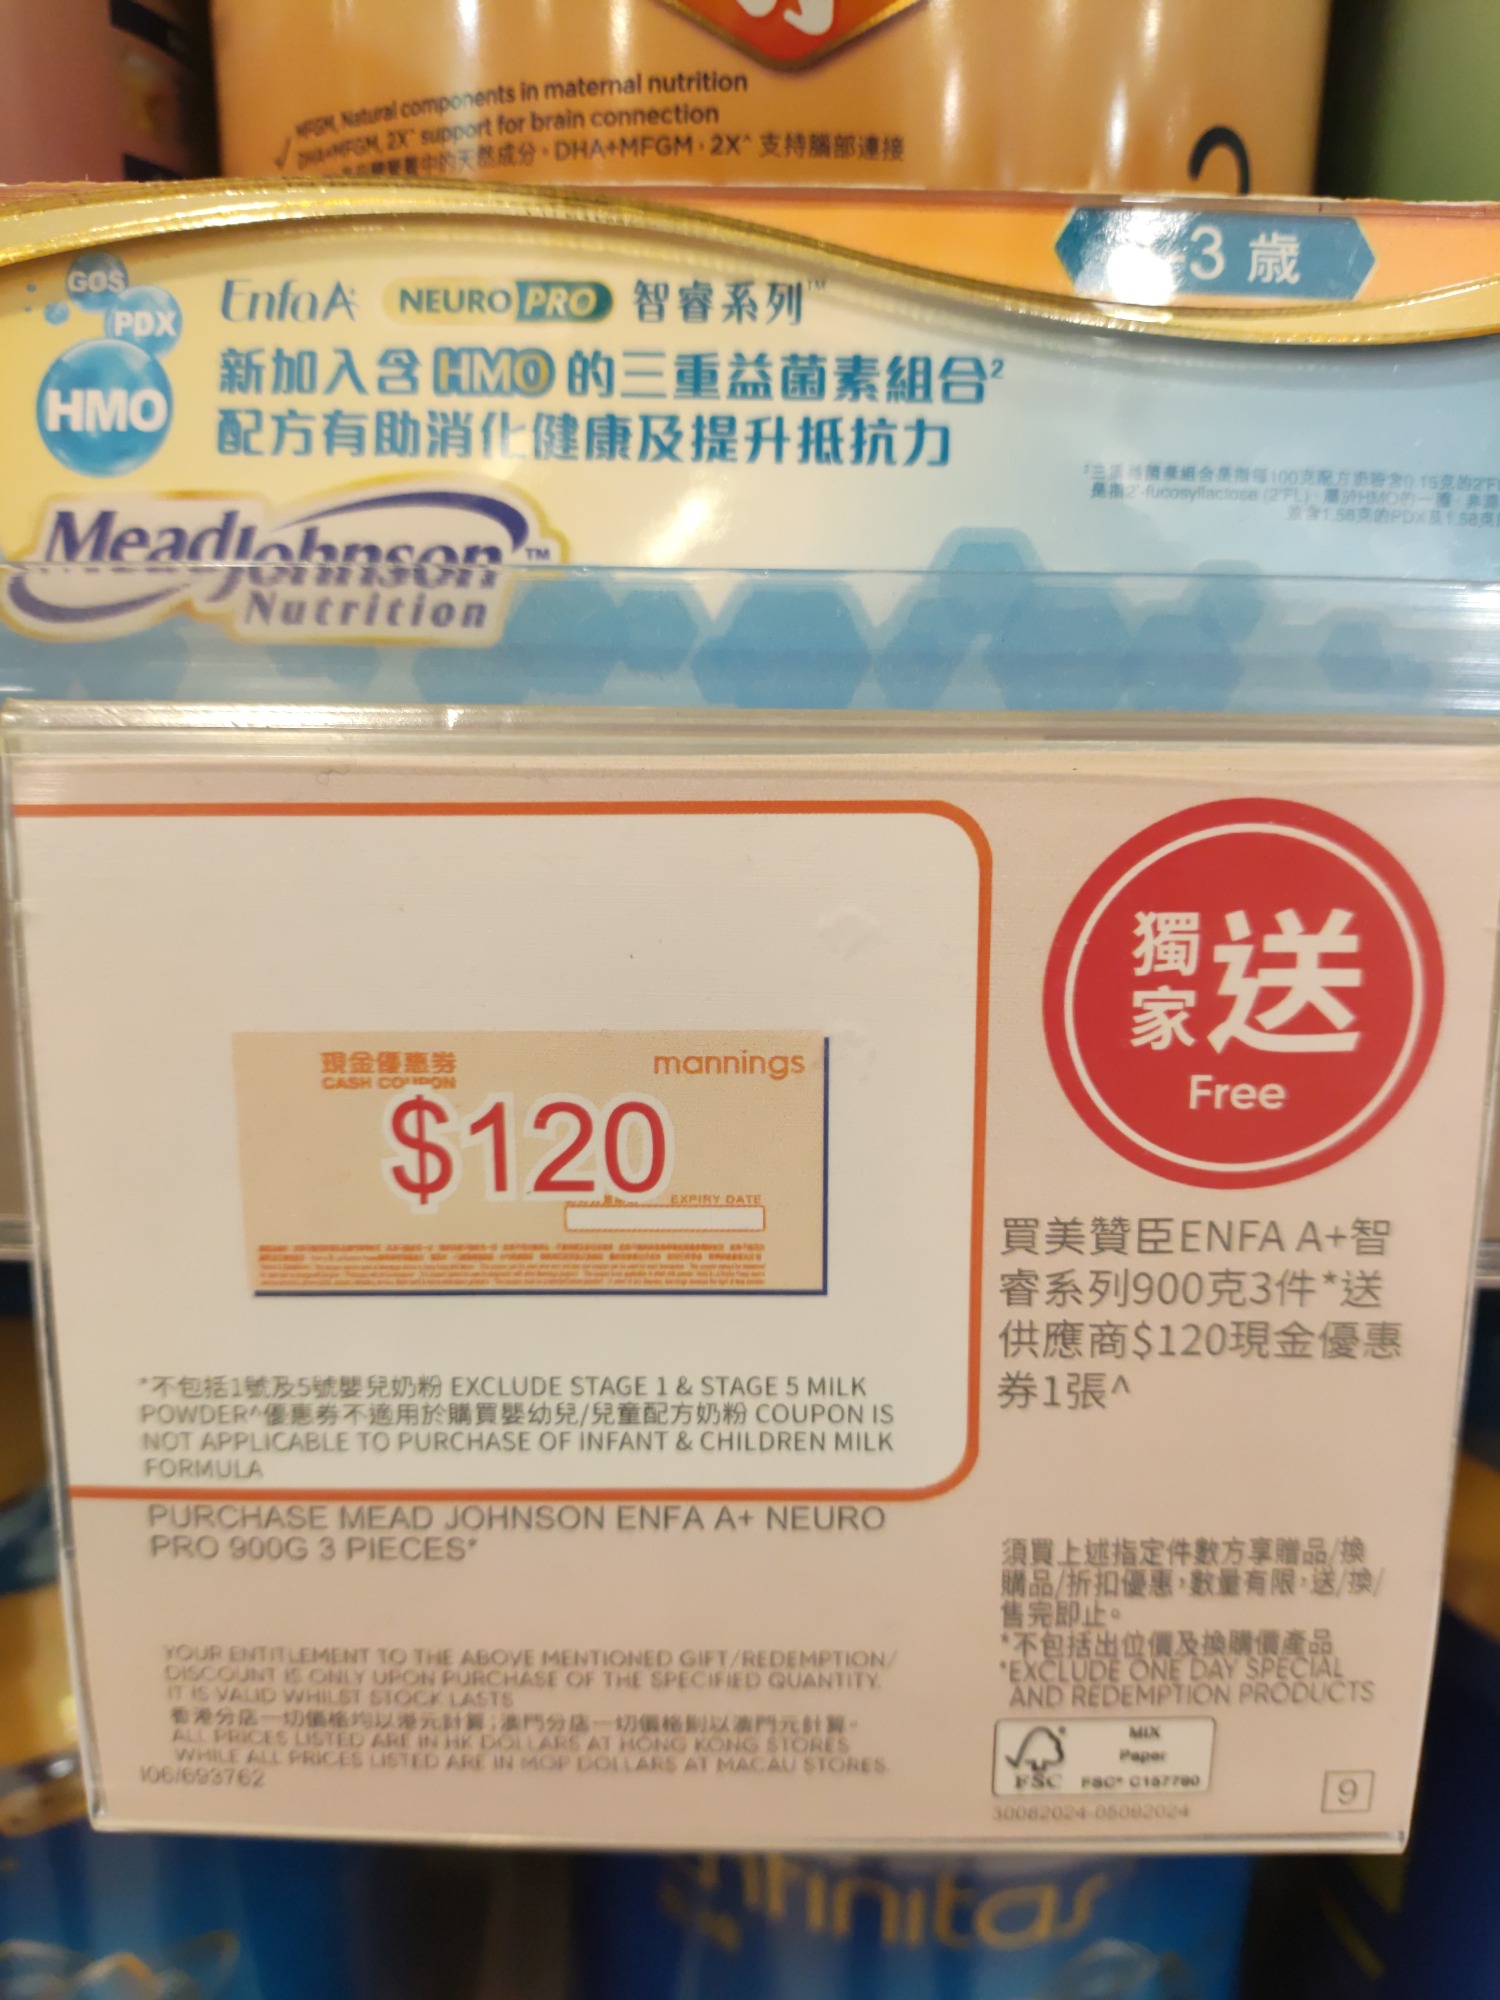 MFGM, Natural components in maternal nutrition
DHA+MFGM, 2X^ support for brain connection
中的天然成分，DHA+MFGM，2X^ 支持腦部連接
2
-3 歲
GOS
PDX
HMO
EnfaA+ NEURO PRO 智睿系列™
新加入含 HMO 的三重益菌素組合²
配方有助消化健康及提升抵抗力
MeadJohnson™
Nutrition
獨家送
Free
現金優惠券
CASH COUPON
mannings
$120
EXPIRY DATE
買美贊臣ENFA A+智
睿系列900克3件*送
供應商$120現金優惠
券1張^
*不包括1號及5號嬰兒奶粉 EXCLUDE STAGE 1 & STAGE 5 MILK
POWDER^優惠券不適用於購買嬰幼兒/兒童配方奶粉 COUPON IS
NOT APPLICABLE TO PURCHASE OF INFANT & CHILDREN MILK
FORMULA
PURCHASE MEAD JOHNSON ENFA A+ NEURO
PRO 900G 3 PIECES*
須買上述指定件數方享贈品/換
購品/折扣優惠，數量有限，送/換/
售完即止。
*不包括出位價及換購價產品
*EXCLUDE ONE DAY SPECIAL
AND REDEMPTION PRODUCTS
YOUR ENTITLEMENT TO THE ABOVE MENTIONED GIFT/REDEMPTION/
DISCOUNT IS ONLY UPON PURCHASE OF THE SPECIFIED QUANTITY.
IT IS VALID WHILST STOCK LASTS
香港分店一切價格均以港元計算；澳門分店一切價格則以澳門元計算。
ALL PRICES LISTED ARE IN HK DOLLARS AT HONG KONG STORES
WHILE ALL PRICES LISTED ARE IN MOP DOLLARS AT MACAU STORES.
106/693762
MIX
Paper
FSC FSC® C157790
30082024-05092024
9